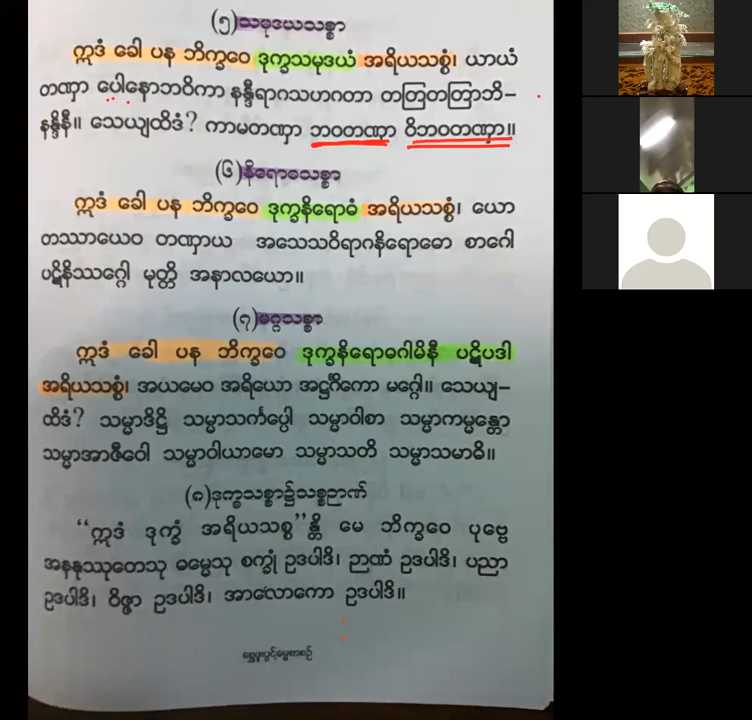 (၅)သမုဒယသစ္စာ
ဣဒံ ခေါ ပန ဘိက္ခဝေ ဒုက္ခသမုဒယံ အရိယသစ္စံ၊ ယာယံ
တဏှာ ပေါနောဘဝိကာ နန္ဒီရာဂသဟဂတာ တတြတတြာဘိ–
နန္ဒိနီ။ သေယျထိဒံ? ကာမတဏှာ ဘဝတဏှာ ဝိဘဝတဏှာ။
(၆)နိရောဓသစ္စာ
ဣဒံ ခေါ ပန ဘိက္ခဝေ ဒုက္ခနိရောဓံ အရိယသစ္စံ၊ ယော
တဿာယေဝ တဏှာယ အသေသဝိရာဂနိရောဓော စာဂေါ
ပဋိနိဿဂ္ဂေါ မုတ္တိ အနာလယော။
(၇)မဂ္ဂသစ္စာ
ဣဒံ ခေါ ပန ဘိက္ခဝေ ဒုက္ခနိရောဓဂါမိနီ ပဋိပဒါ
အရိယသစ္စံ၊ အယမေဝ အရိယော အဋ္ဌင်္ဂိကော မဂ္ဂေါ။ သေယျ–
ထိဒံ? သမ္မာဒိဋ္ဌိ သမ္မာသင်္ကပ္ပေါ သမ္မာဝါစာ သမ္မာကမ္မန္တော
သမ္မာအာဇီဝေါ သမ္မာဝါယာမော သမ္မာသတိ သမ္မာသမာဓိ။
(၈)ဒုက္ခသစ္စာ၌သစ္စဉာဏ်
“ဣဒံ ဒုက္ခံ အရိယသစ္စ”န္တိ မေ ဘိက္ခဝေ ပုဗ္ဗေ
အနနုဿုတေသု ဓမ္မေသု စက္ခုံ ဥဒပါဒိ၊ ဉာဏံ ဥဒပါဒိ၊ ပညာ
ဥဒပါဒိ၊ ဝိဇ္ဇာ ဥဒပါဒိ၊ အာလောကော ဥဒပါဒိ။